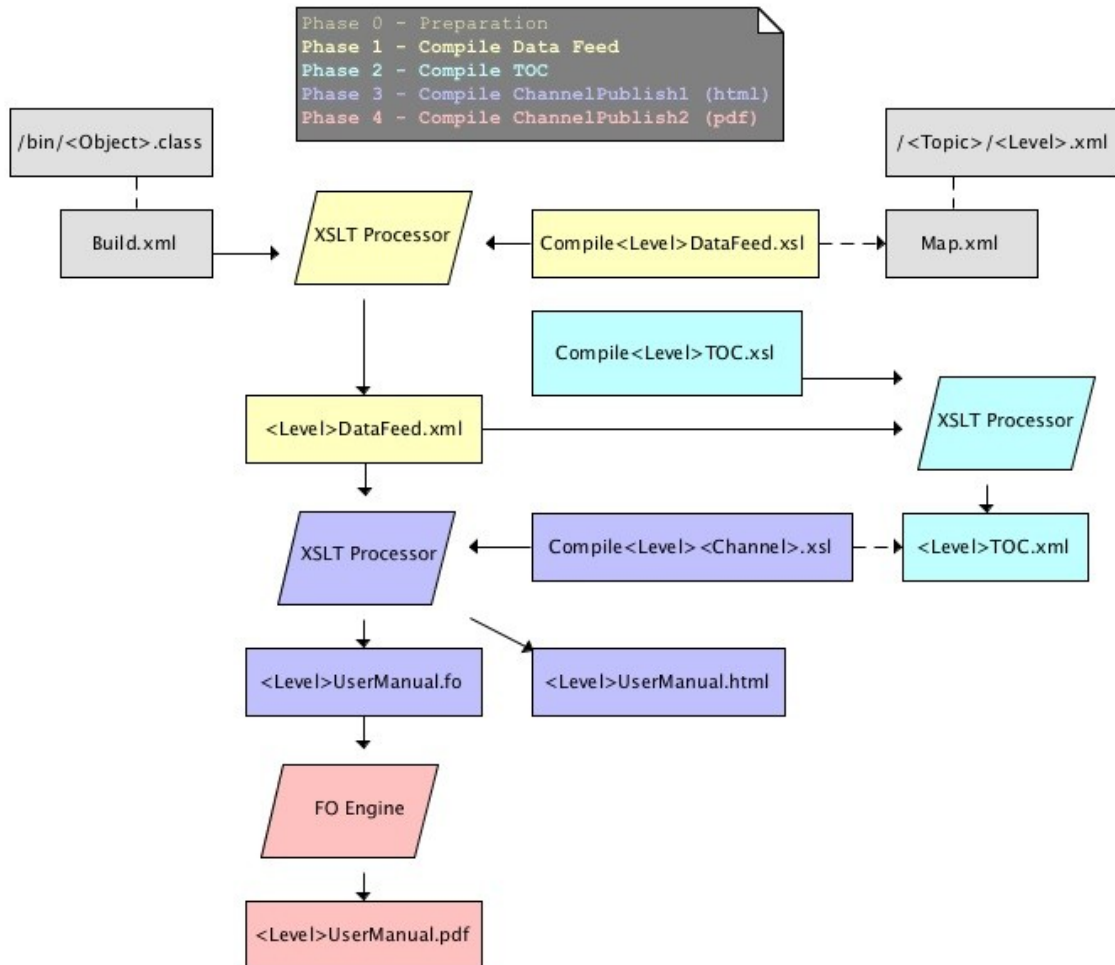 Phase 0 - Preparation
Phase 1 - Compile Data Feed
Phase 2 - Compile TOC
Phase 3 - Compile ChannelPublish1 (html)
Phase 4 - Compile ChannelPublish2 (pdf)
/bin/<Object>.class
/<Topic>/<Level>.xml
Build.xml
XSLT Processor
Compile<Level>DataFeed.xsl
Map.xml
Compile<Level>TOC.xsl
<Level>DataFeed.xml
XSLT Processor
XSLT Processor
Compile<Level><Channel>.xsl
<Level>TOC.xml
<Level>UserManual.fo
<Level>UserManual.html
FO Engine
<Level>UserManual.pdf